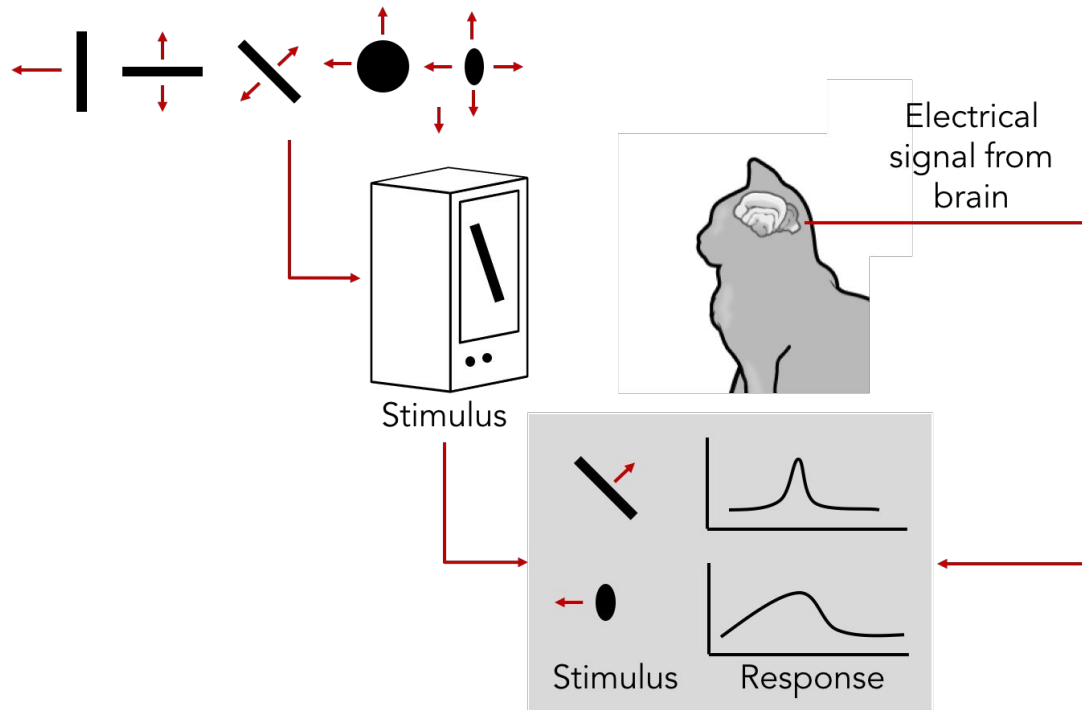 Electrical
signal from
brain
Stimulus
Stimulus
Response